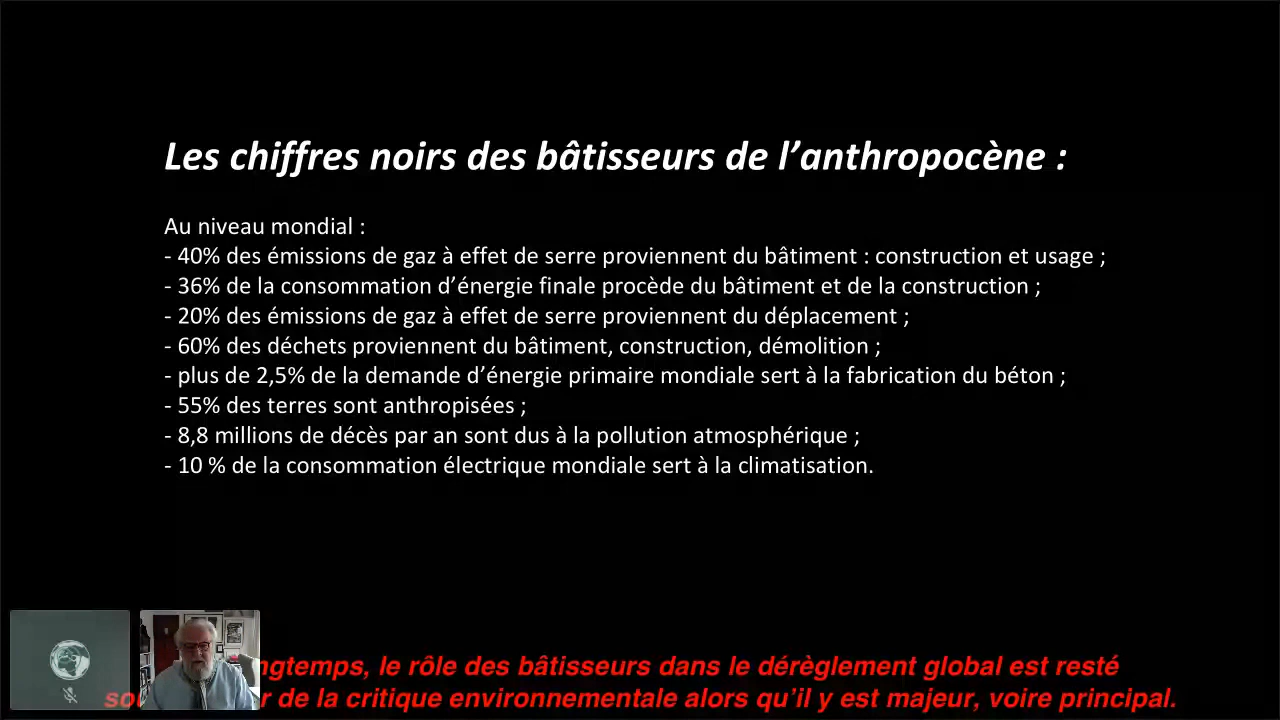 Les chiffres noirs des bâtisseurs de l’anthropocène :
Au niveau mondial :
- 40% des émissions de gaz à effet de serre proviennent du bâtiment : construction et usage ;
- 36% de la consommation d’énergie finale procède du bâtiment et de la construction ;
- 20% des émissions de gaz à effet de serre proviennent du déplacement ;
- 60% des déchets proviennent du bâtiment, construction, démolition ;
- plus de 2,5% de la demande d’énergie primaire mondiale sert à la fabrication du béton ;
- 55% des terres sont anthropisées ;
- 8,8 millions de décès par an sont dus à la pollution atmosphérique ;
- 10 % de la consommation électrique mondiale sert à la climatisation.
le rôle des bâtisseurs dans le dérèglement global est resté
de la critique environnementale alors qu’il y est majeur, voire principal.